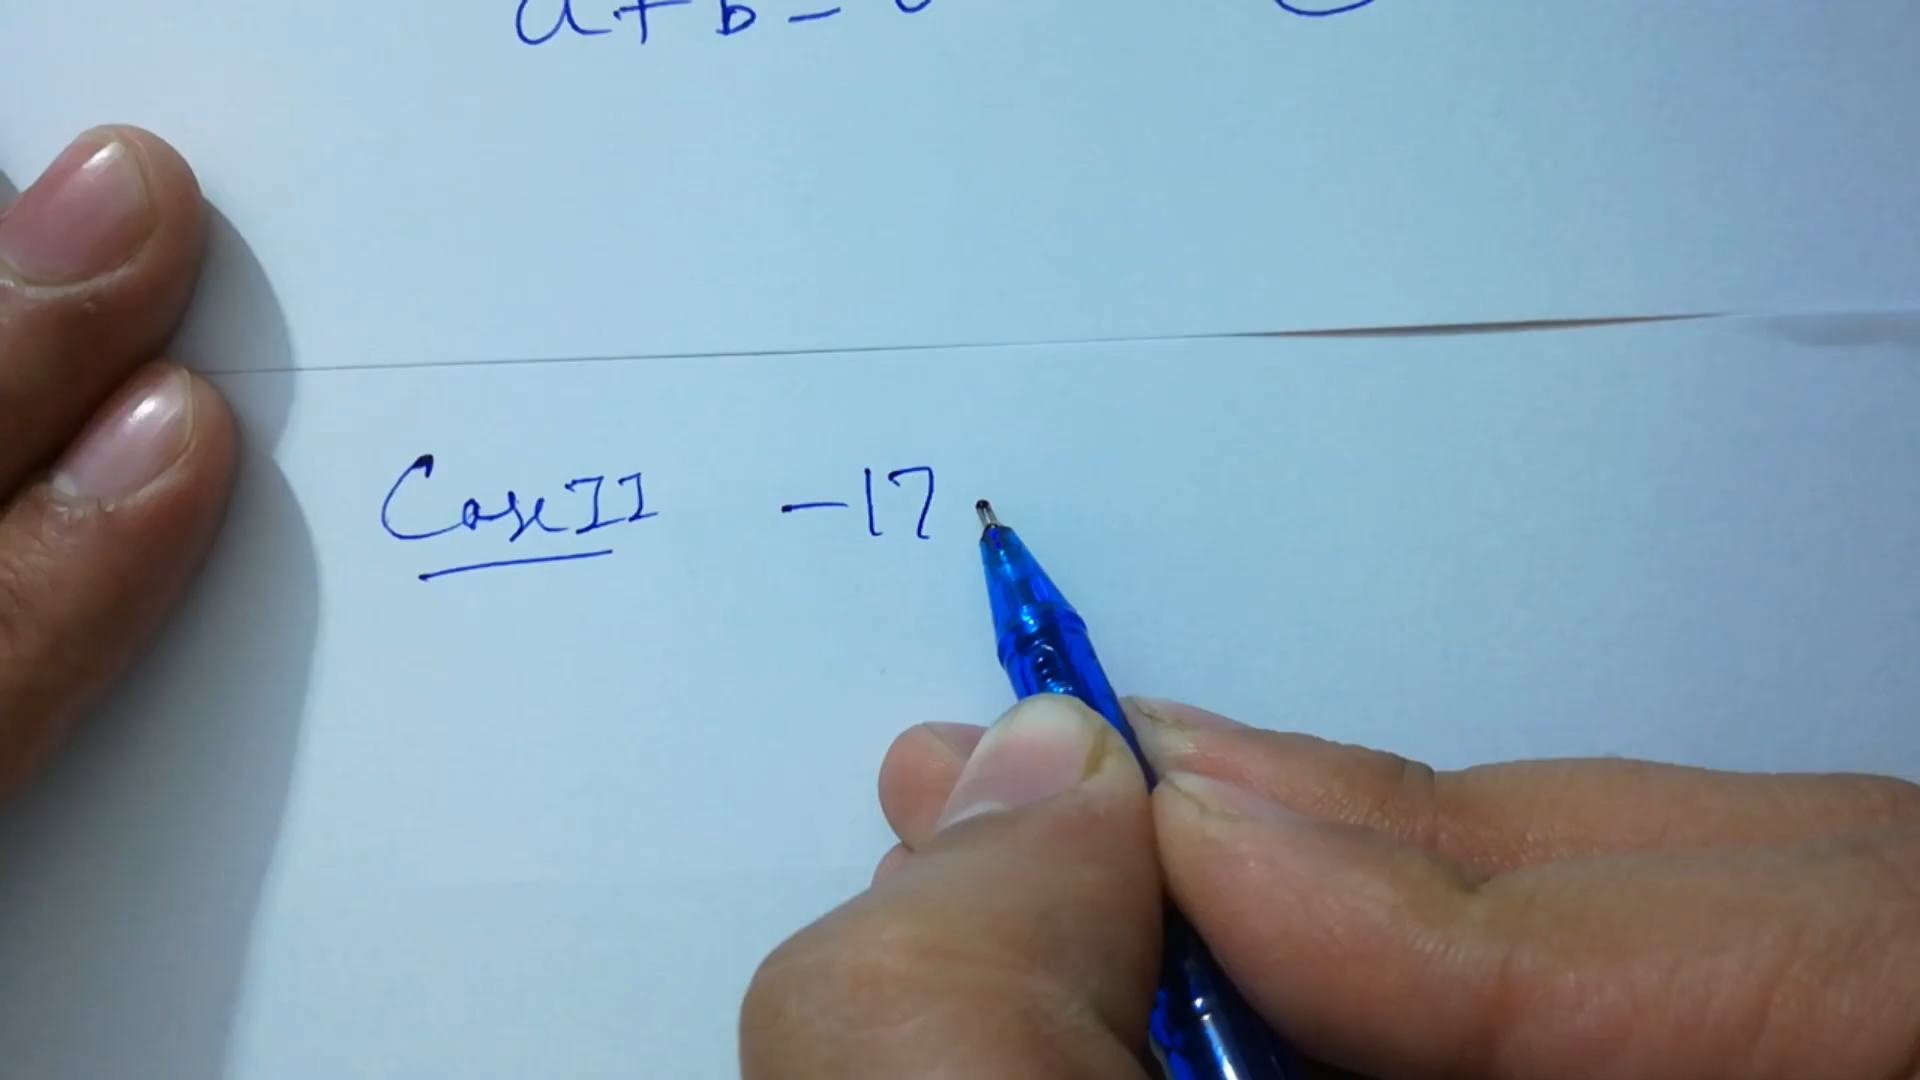 a + b =
Case II -17